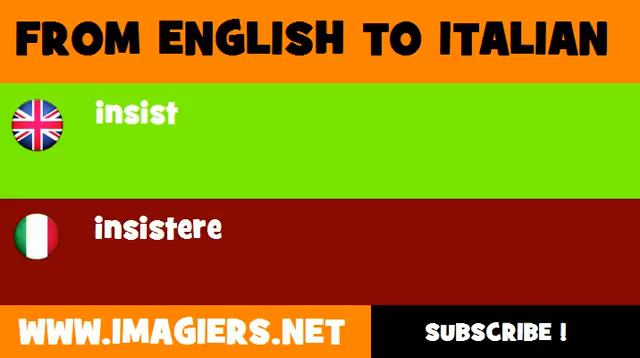 FROM ENGLISH TO ITALIAN
insist
insistere
WWW.IMAGIERS.NET
SUBSCRIBE !